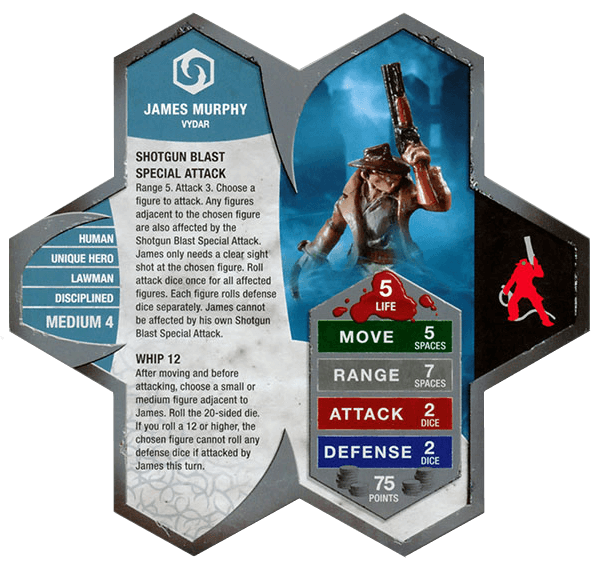 JAMES MURPHY
VYDAR
SHOTGUN BLAST
SPECIAL ATTACK
Range 5. Attack 3. Choose a
figure to attack. Any figures
adjacent to the chosen figure
are also affected by the
Shotgun Blast Special Attack.
James only needs a clear sight
shot at the chosen figure. Roll
attack dice once for all affected
figures. Each figure rolls defense
dice separately. James cannot
be affected by his own Shotgun
Blast Special Attack.
WHIP 12
After moving and before
attacking, choose a small or
medium figure adjacent to
James. Roll the 20-sided die.
If you roll a 12 or higher, the
chosen figure cannot roll any
defense dice if attacked by
James this turn.
HUMAN
UNIQUE HERO
LAWMAN
DISCIPLINED
MEDIUM 4
5
LIFE
MOVE 5
SPACES
RANGE 7
SPACES
ATTACK 2
DICE
DEFENSE 2
DICE
75
POINTS